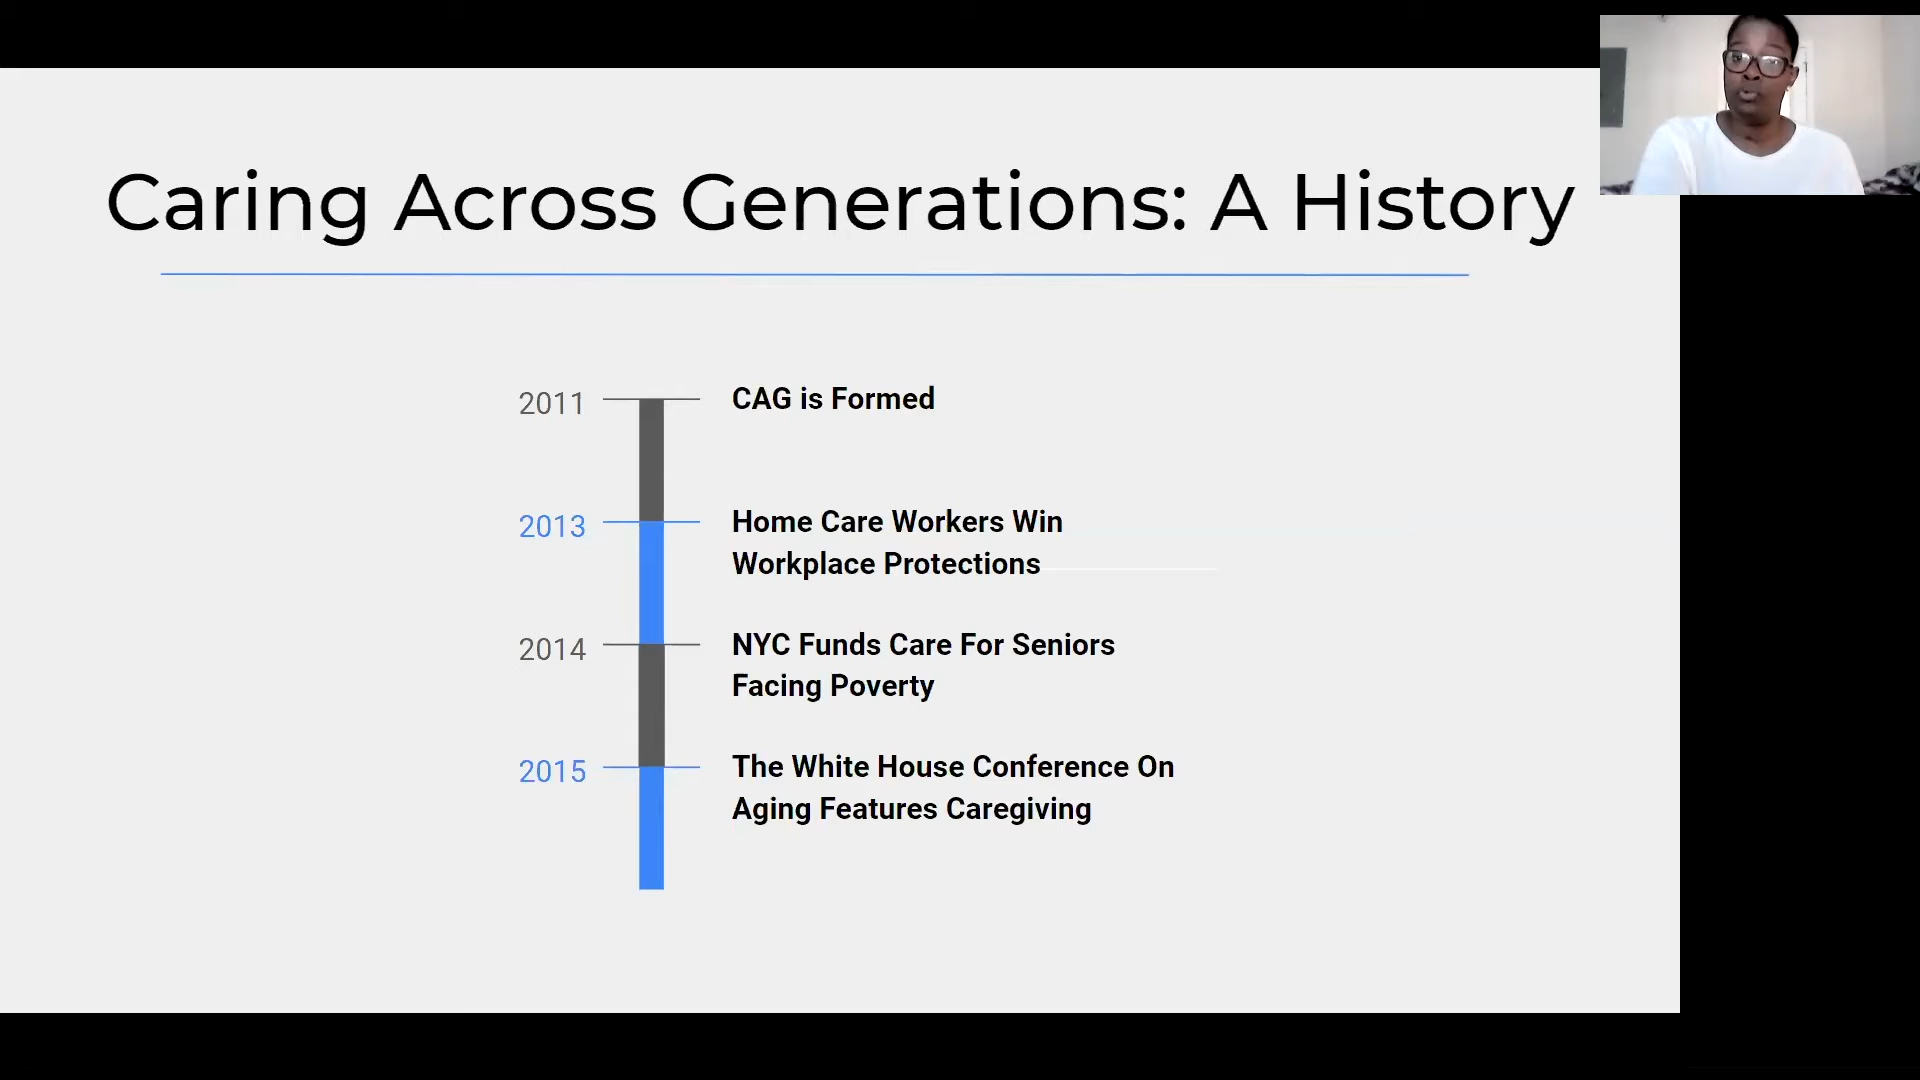 Caring Across Generations: A History
2011
CAG is Formed
2013
Home Care Workers Win
Workplace Protections
2014
NYC Funds Care For Seniors
Facing Poverty
2015
The White House Conference On
Aging Features Caregiving